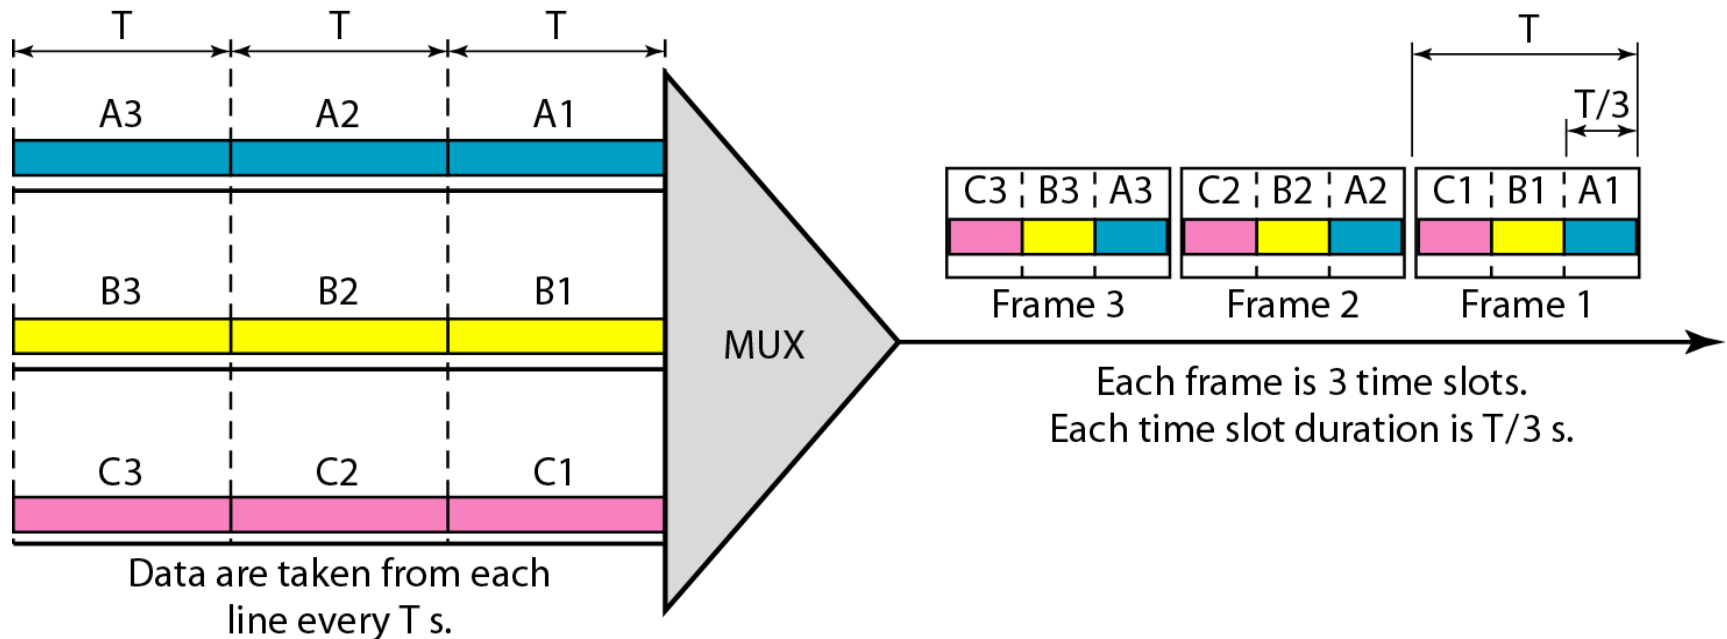 T T T
T
T/3
A3 A2 A1
B3 B2 B1
C3 C2 C1
Data are taken from each
line every T s.
MUX
C3 B3 A3 C2 B2 A2 C1 B1 A1
Frame 3 Frame 2 Frame 1
Each frame is 3 time slots.
Each time slot duration is T/3 s.